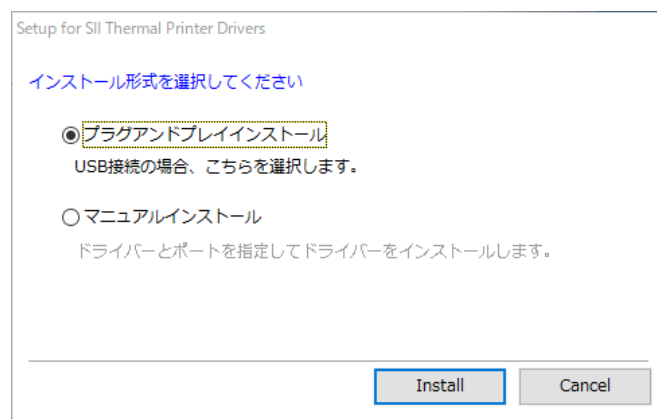 Setup for SII Thermal Printer Drivers
インストール形式を選択してください
プラグアンドプレイインストール
USB接続の場合、こちらを選択します。
マニュアルインストール
ドライバーとポートを指定してドライバーをインストールします。
Install
Cancel